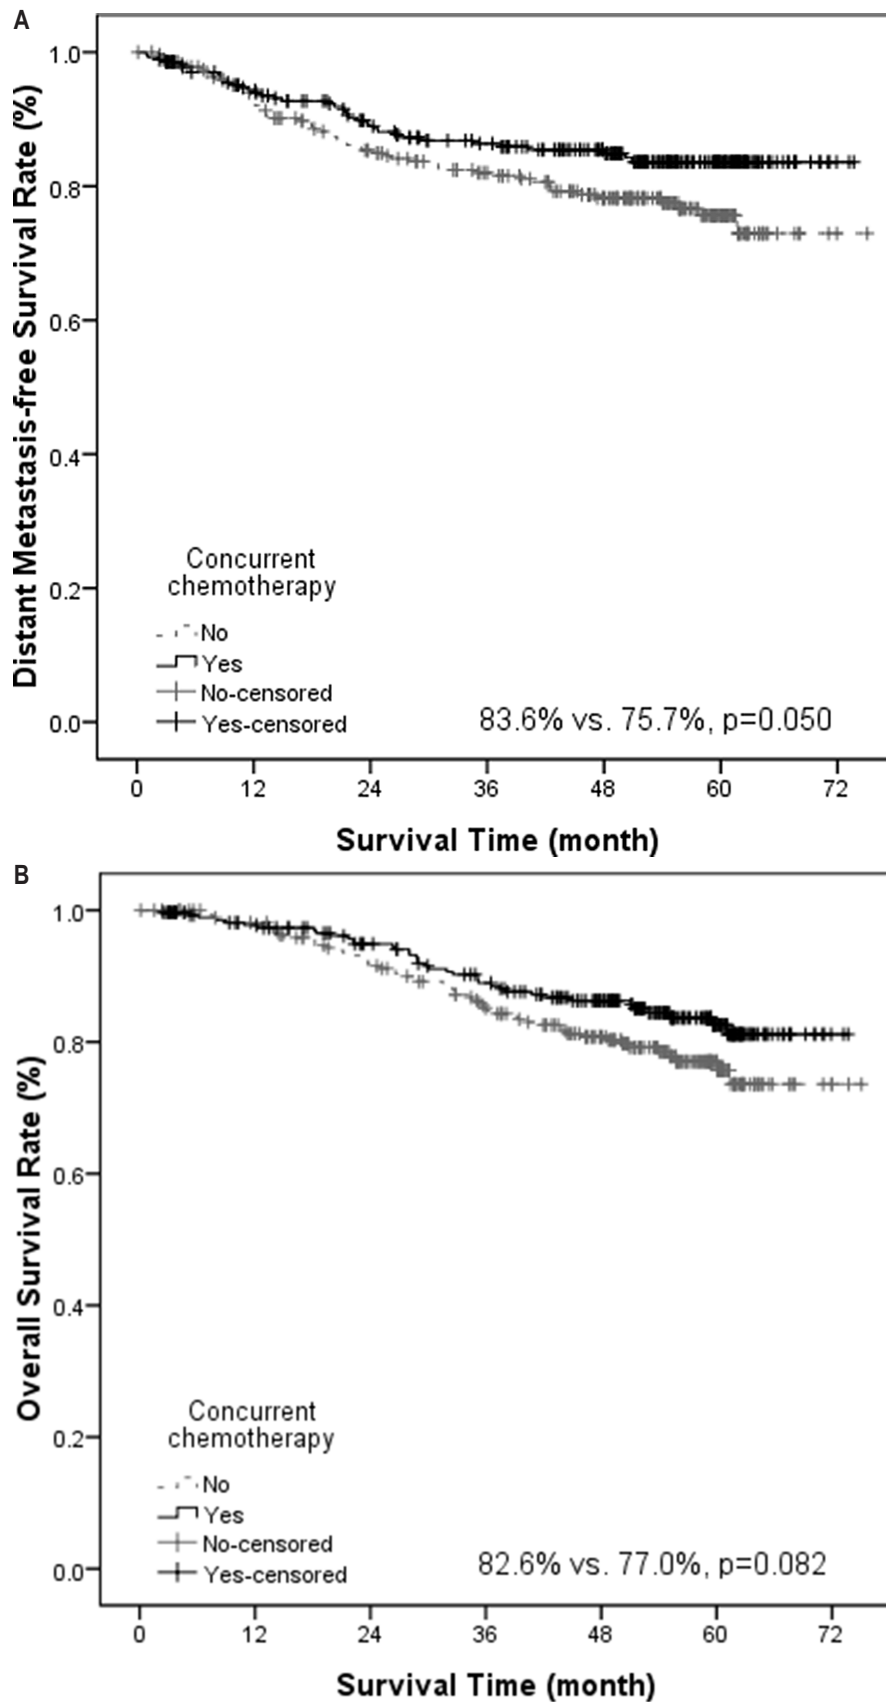 A
Distant Metastasis-free Survival Rate (%)
1.0
0.8
0.6
0.4
0.2
0.0
Concurrent
chemotherapy
No
Yes
No-censored
Yes-censored
83.6% vs. 75.7%, p=0.050
0 12 24 36 48 60 72
Survival Time (month)
B
Overall Survival Rate (%)
1.0
0.8
0.6
0.4
0.2
0.0
Concurrent
chemotherapy
No
Yes
No-censored
Yes-censored
82.6% vs. 77.0%, p=0.082
0 12 24 36 48 60 72
Survival Time (month)